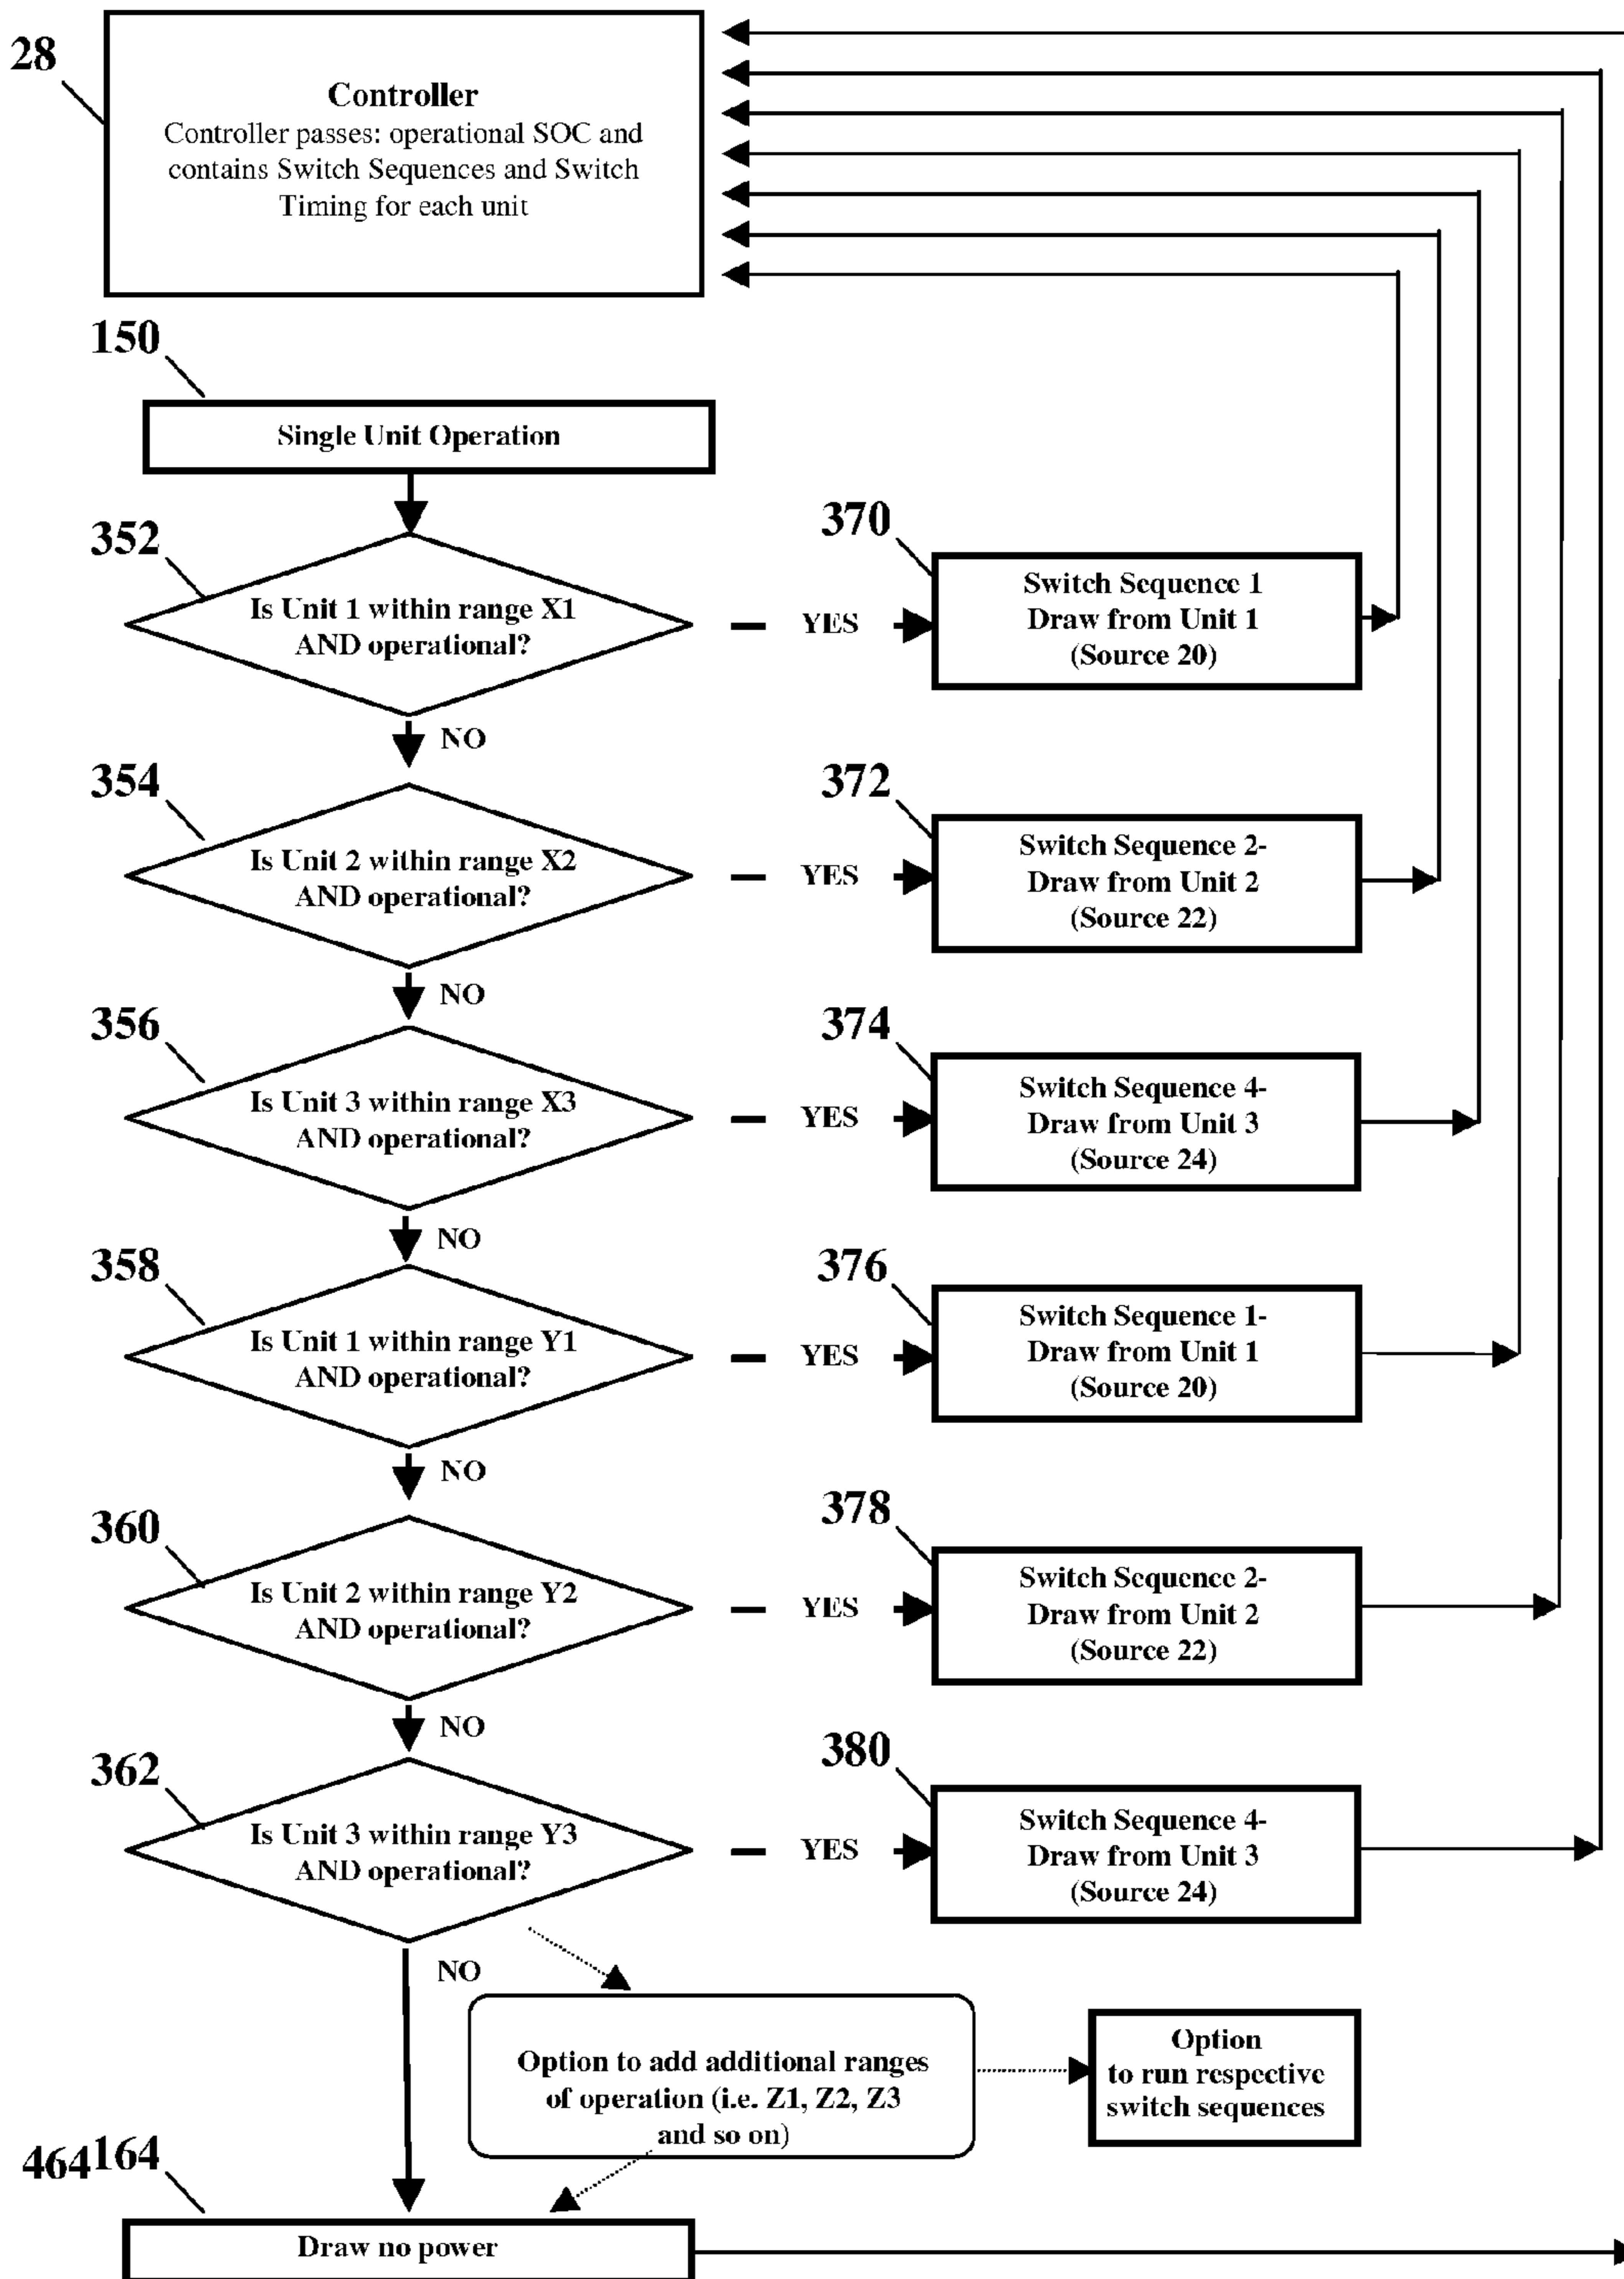 28
Controller
Controller passes: operational SOC and
contains Switch Sequences and Switch
Timing for each unit
150
Single Unit Operation
352
Is Unit 1 within range X1
AND operational?
YES
370
Switch Sequence 1
Draw from Unit 1
(Source 20)
NO
354
Is Unit 2 within range X2
AND operational?
YES
372
Switch Sequence 2-
Draw from Unit 2
(Source 22)
NO
356
Is Unit 3 within range X3
AND operational?
YES
374
Switch Sequence 4-
Draw from Unit 3
(Source 24)
NO
358
Is Unit 1 within range Y1
AND operational?
YES
376
Switch Sequence 1-
Draw from Unit 1
(Source 20)
NO
360
Is Unit 2 within range Y2
AND operational?
YES
378
Switch Sequence 2-
Draw from Unit 2
(Source 22)
NO
362
Is Unit 3 within range Y3
AND operational?
YES
380
Switch Sequence 4-
Draw from Unit 3
(Source 24)
NO
Option to add additional ranges
of operation (i.e. Z1, Z2, Z3
and so on)
Option
to run respective
switch sequences
464 164
Draw no power